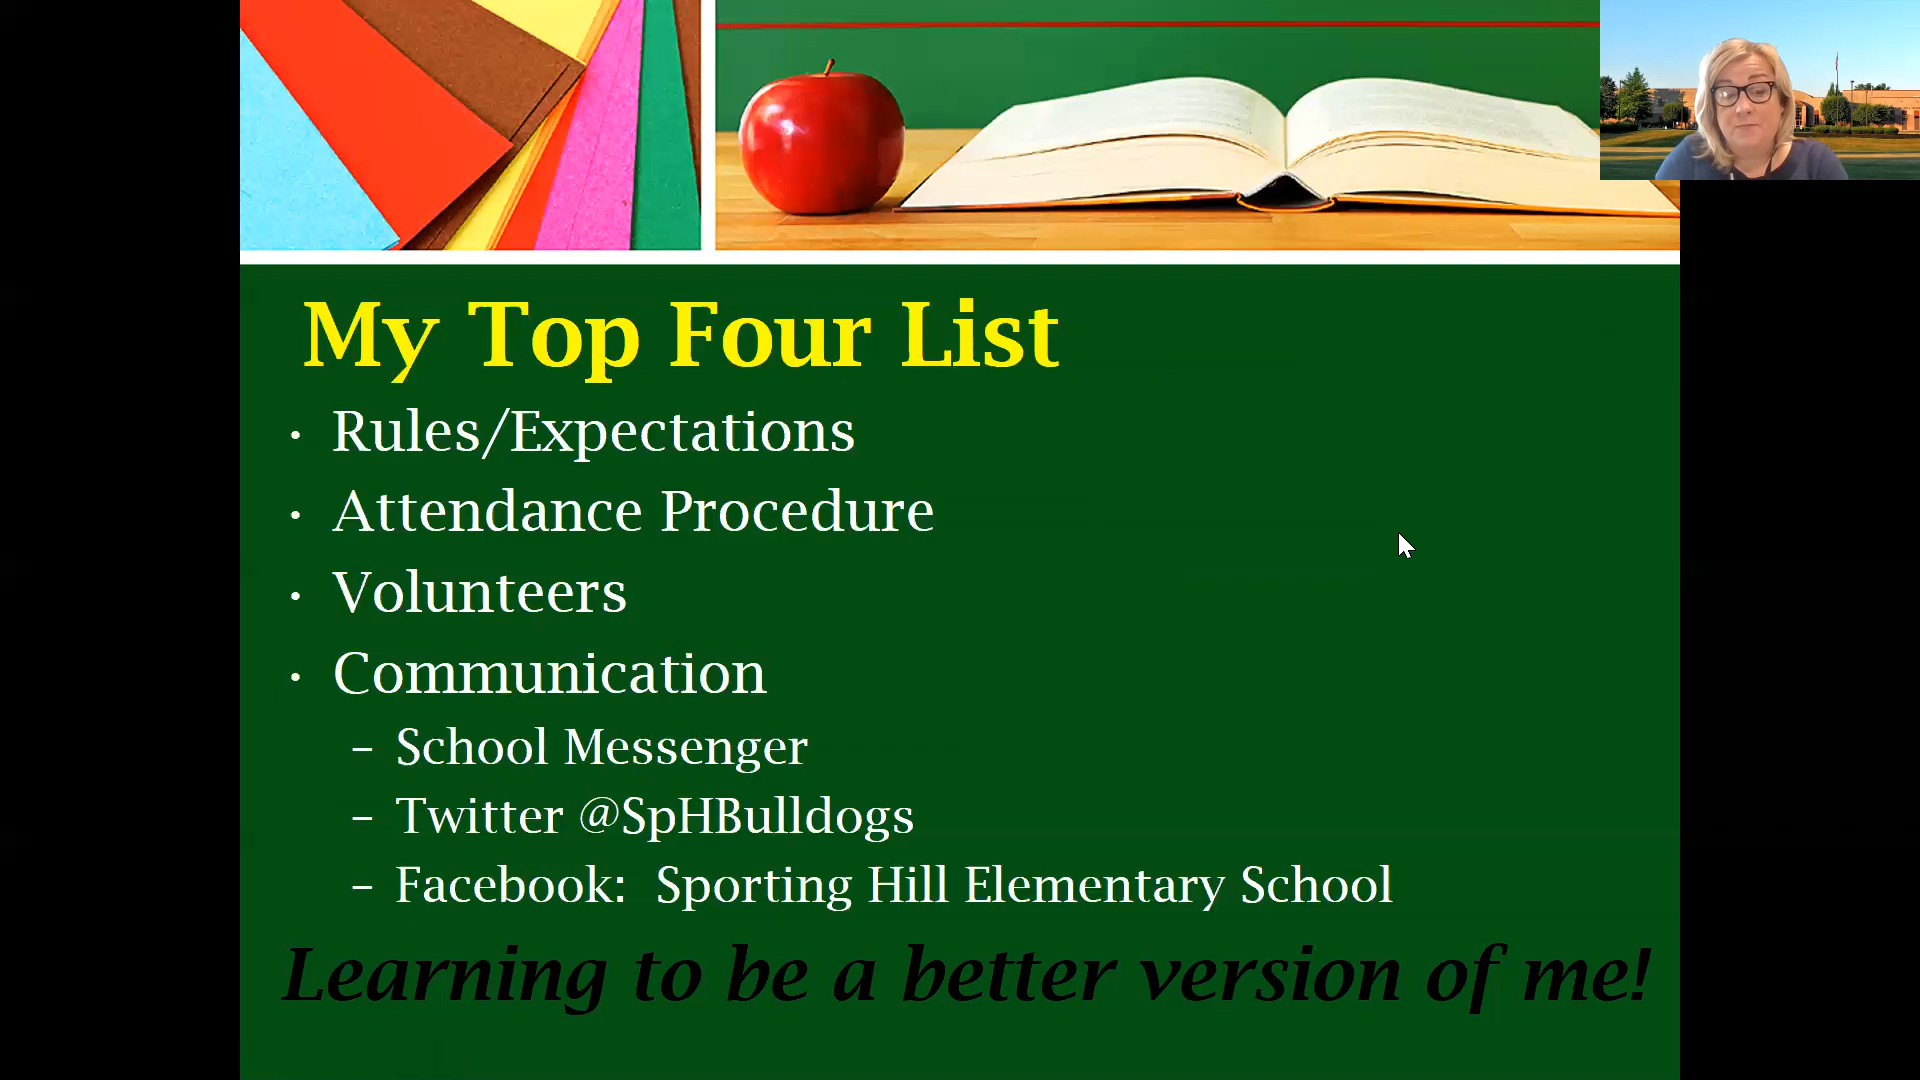 My Top Four List
• Rules/Expectations
• Attendance Procedure
• Volunteers
• Communication
– School Messenger
– Twitter @SpHBulldogs
– Facebook:  Sporting Hill Elementary School
Learning to be a better version of me!